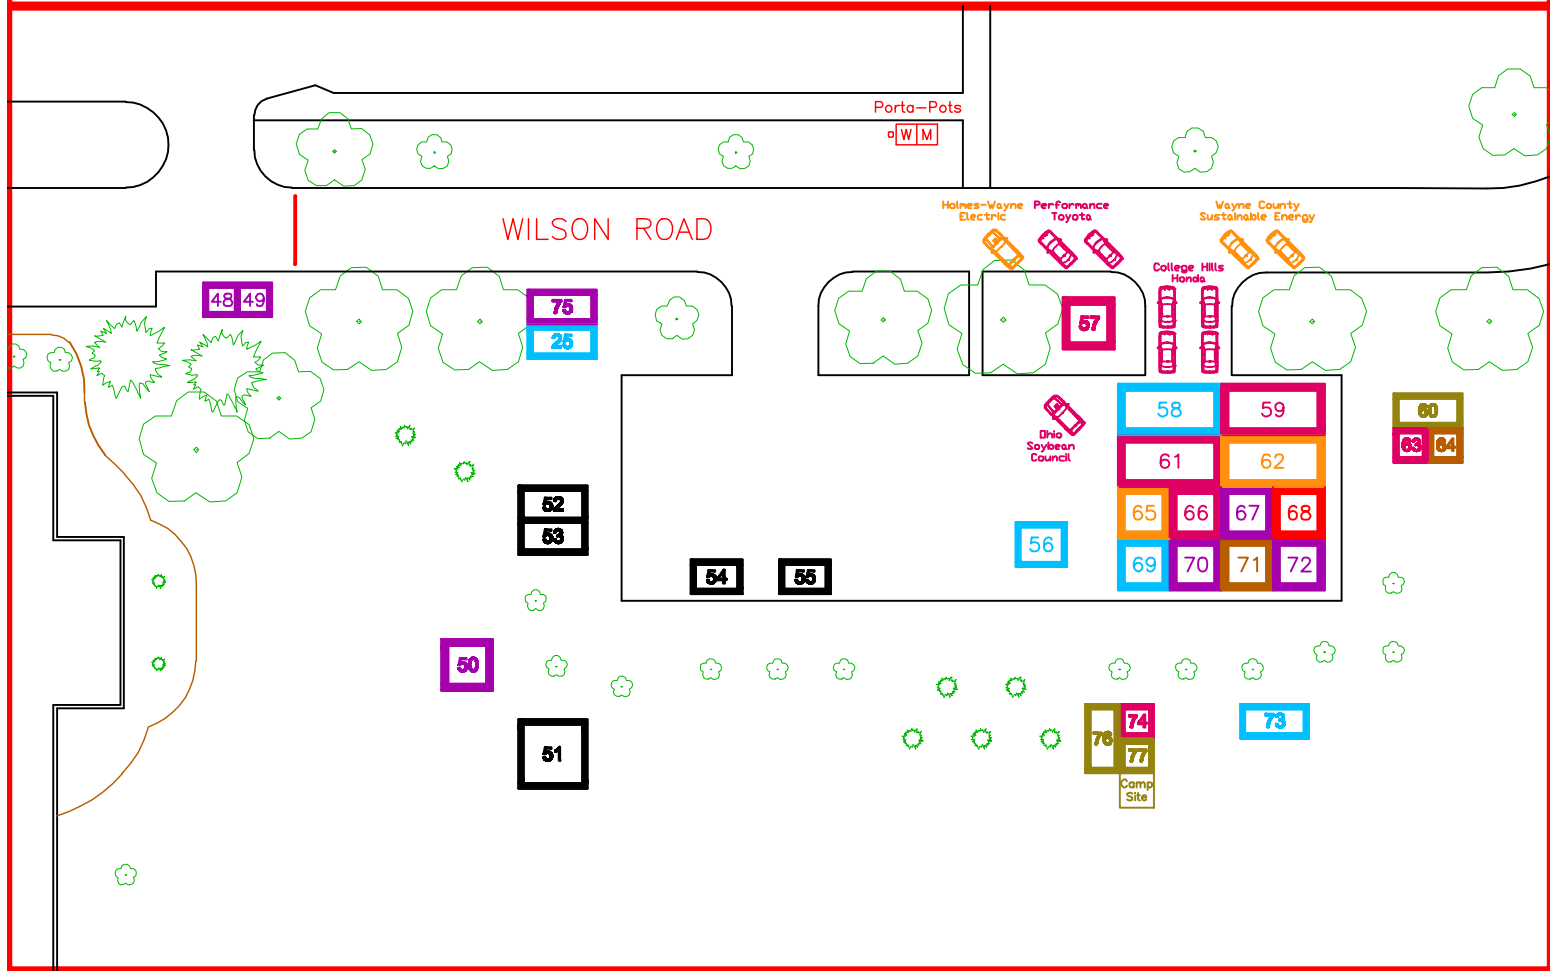 Porta-Pots
W M
Holmes-Wayne
Electric
Performance
Toyota
Wayne County
Sustainable Energy
WILSON ROAD
College Hills
Honda
48 49
75
25
57
58 59
60
Ohio
Soybean
Council
61 62
63 64
52
53
65 66 67 68
56
54 55
69 70 71 72
50
51
76 74
77
73
Camp
Site